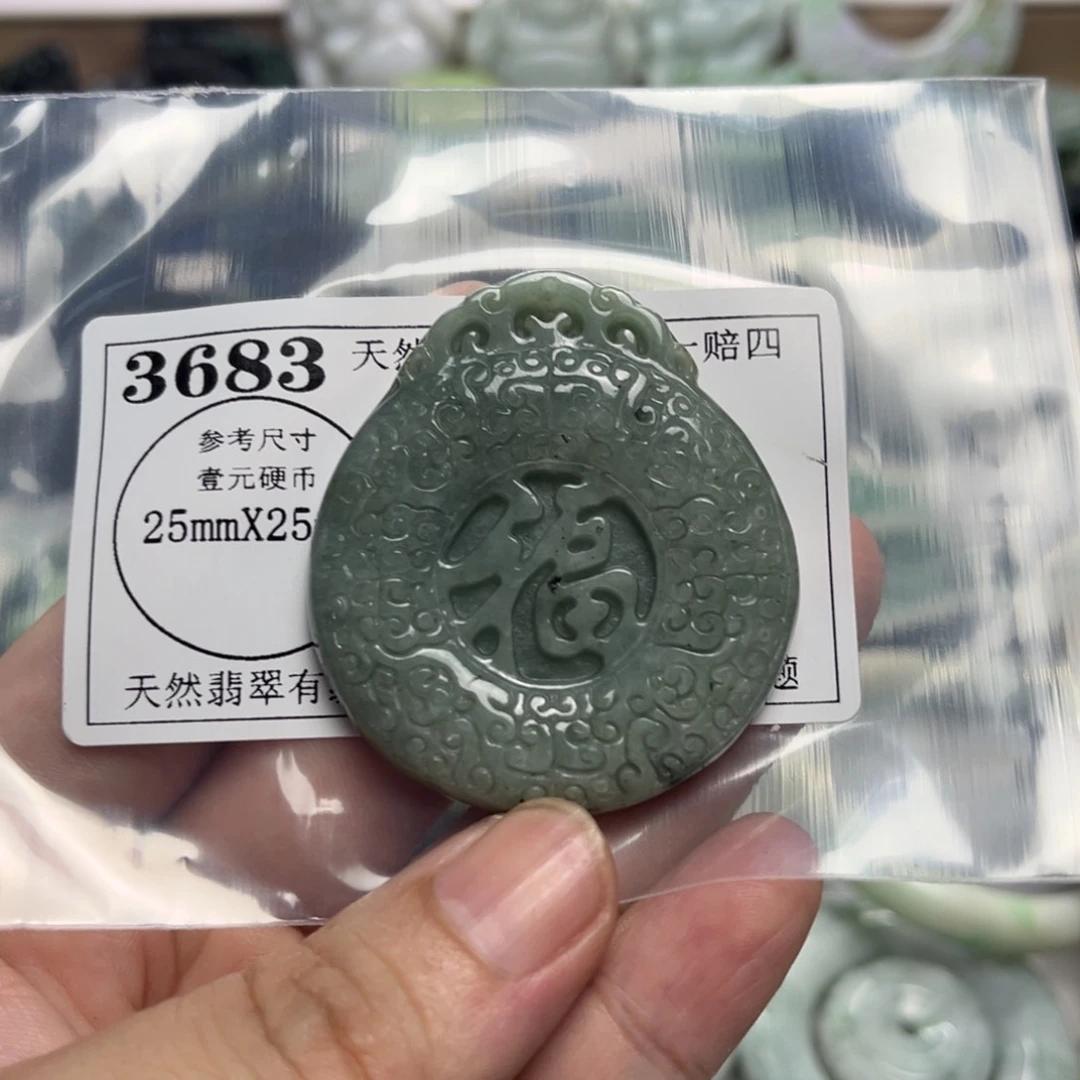 3683
天然
一赔四
参考尺寸
壹元硬币
25mmX25
福
天然翡翠有
题